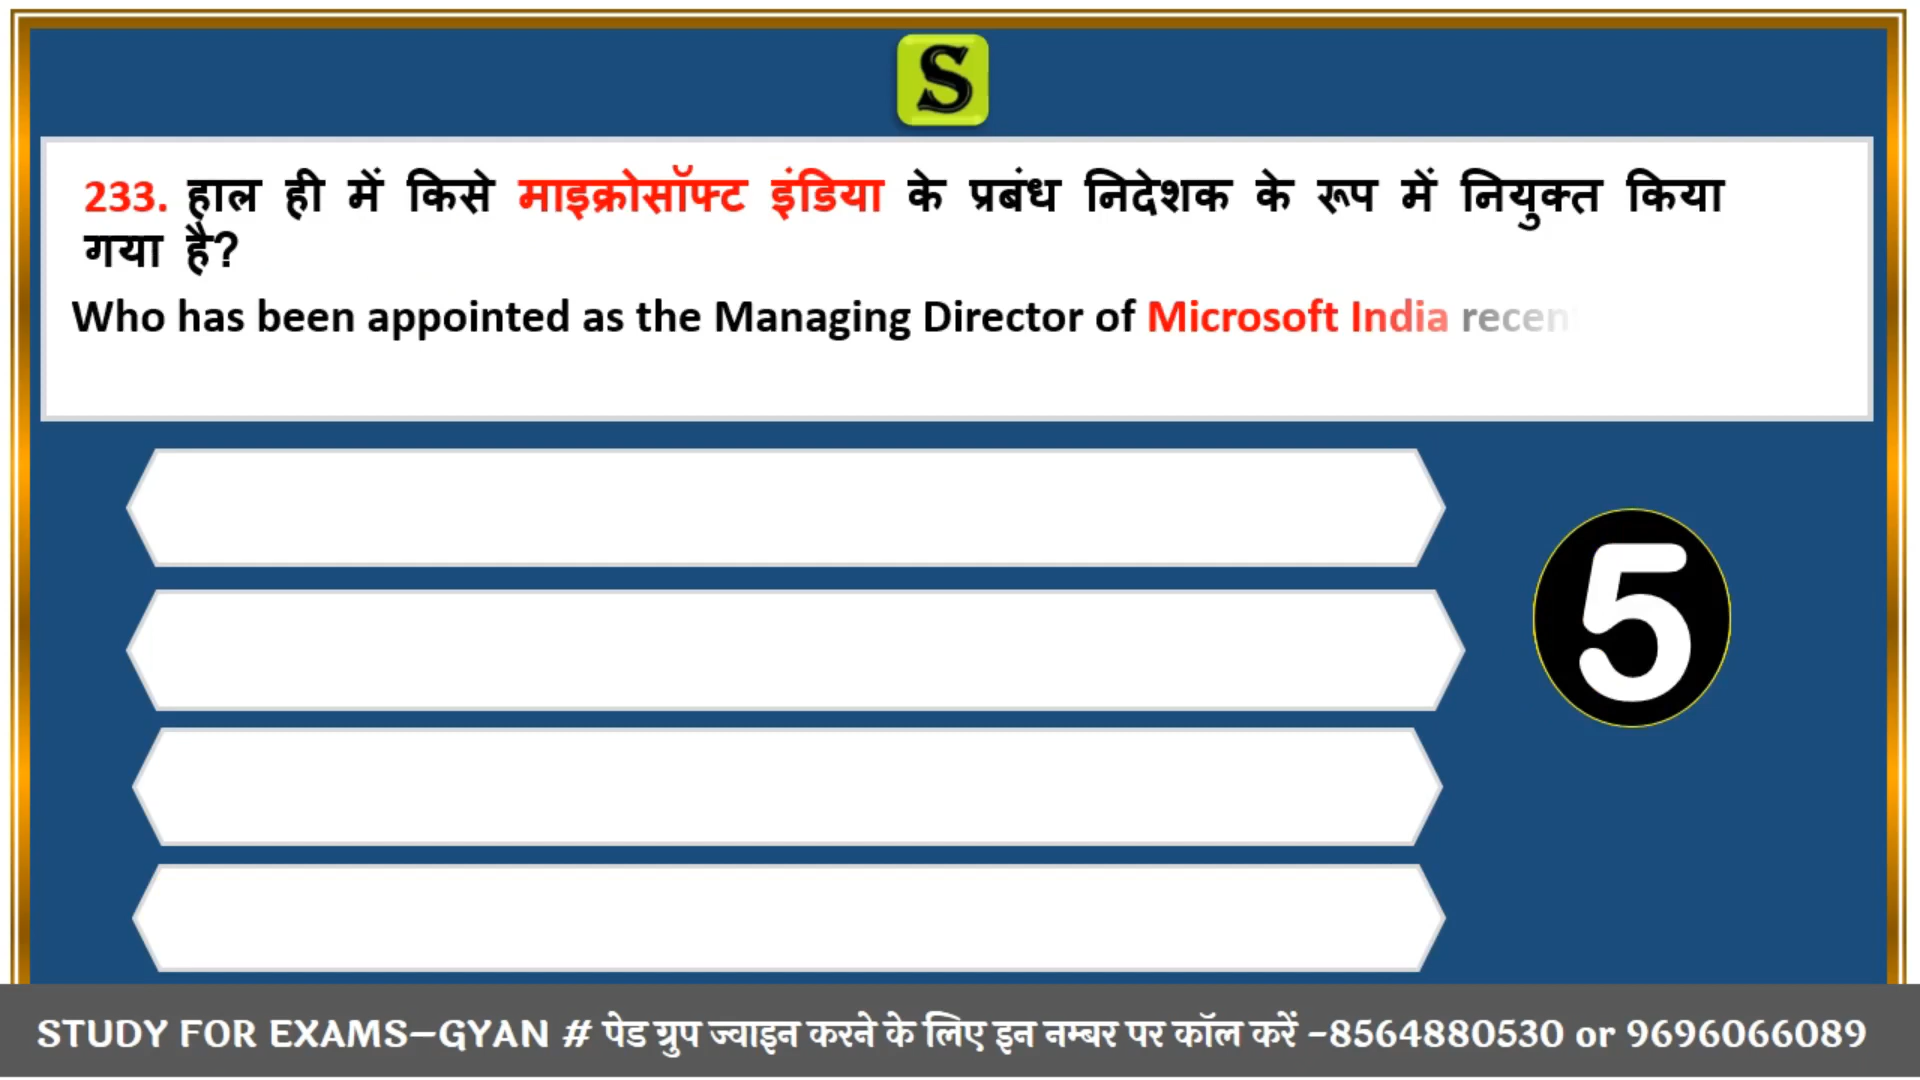 S
233. हाल ही में किसे माइक्रोसॉफ्ट इंडिया के प्रबंध निदेशक के रूप में नियुक्त किया
गया है?
Who has been appointed as the Managing Director of Microsoft India recen
5
STUDY FOR EXAMS–GYAN # पेड ग्रुप ज्वाइन करने के लिए इन नम्बर पर कॉल करें -8564880530 or 9696066089